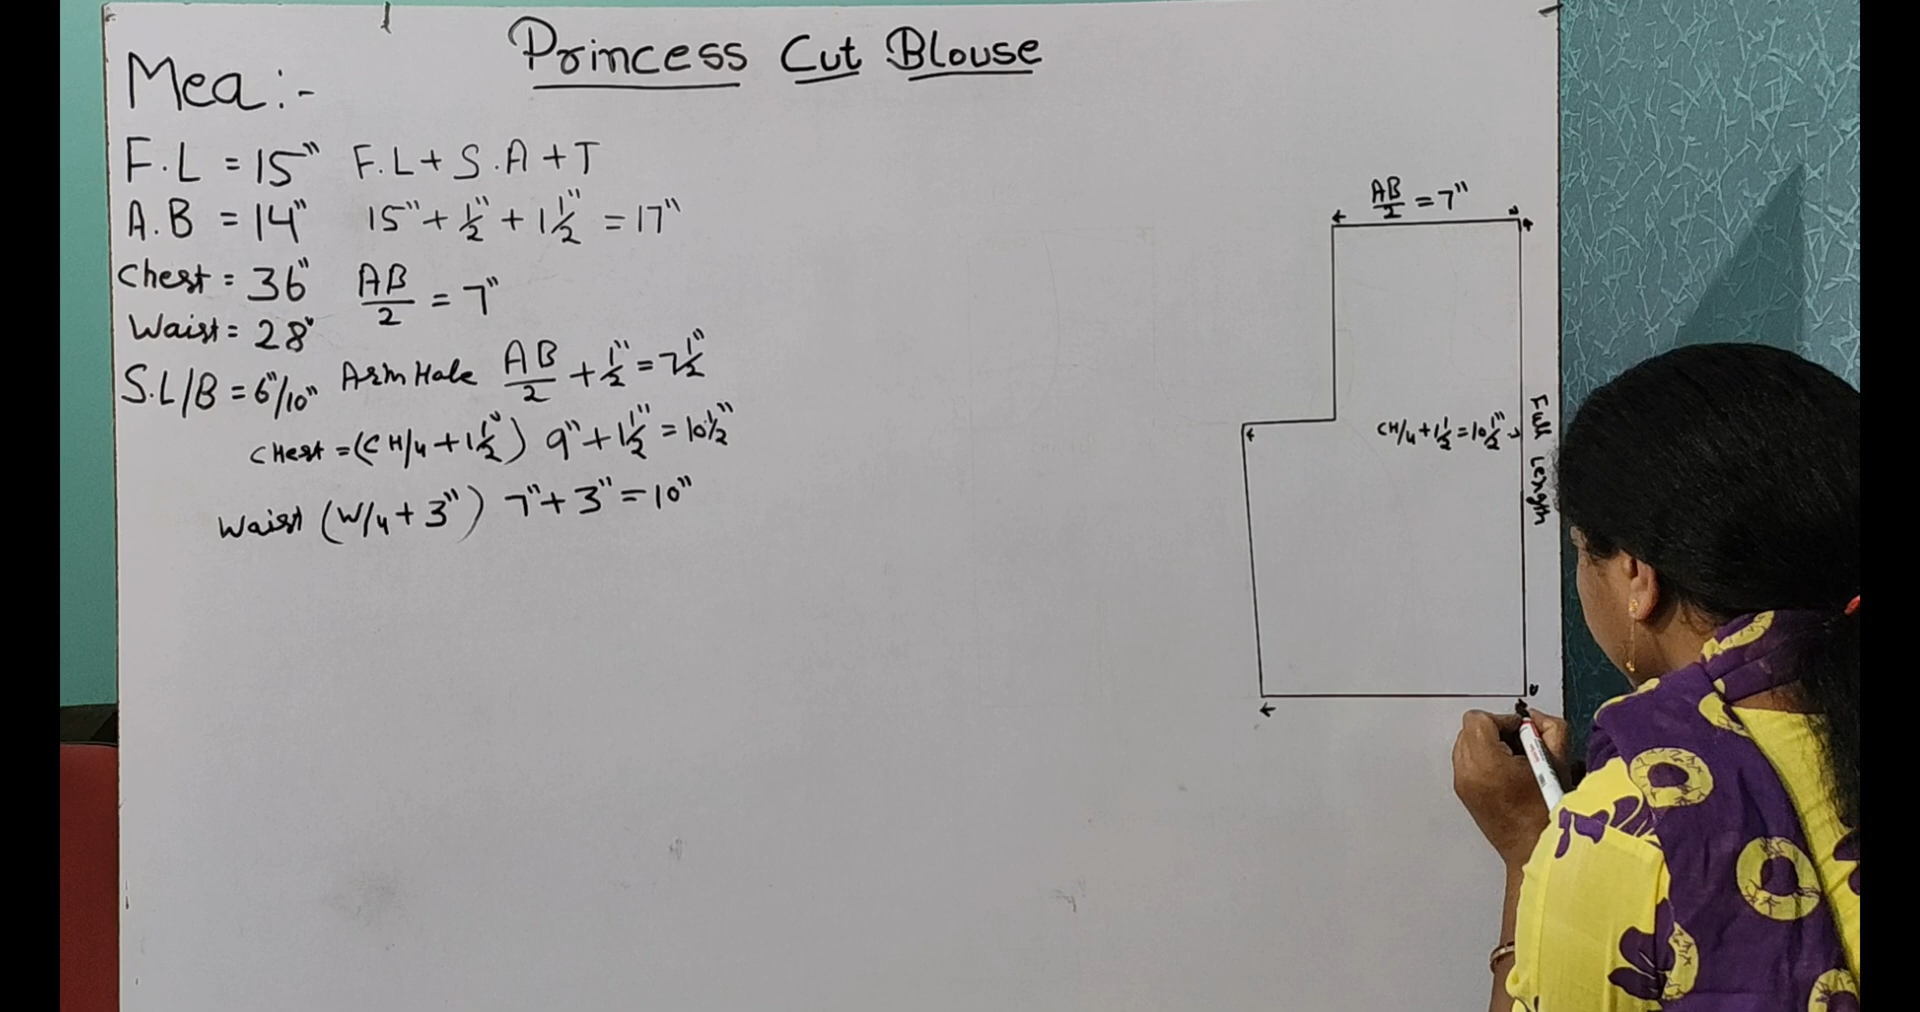 Princess Cut Blouse
Mea:-
F.L = 15" F.L + S.A + T
A.B = 14" 15" + 1/2" + 1 1/2" = 17"
Chest = 36" AB/2 = 7"
Waist = 28"
S.L/B = 6"/10" Arm Hole AB/2 + 1/2" = 7 1/2"
Chest = (CH/4 + 1 1/2") 9" + 1 1/2" = 10 1/2"
Waist (W/4 + 3") 7" + 3" = 10"
AB/2 = 7"
CH/4 + 1 1/2 = 10 1/2"
Full Length